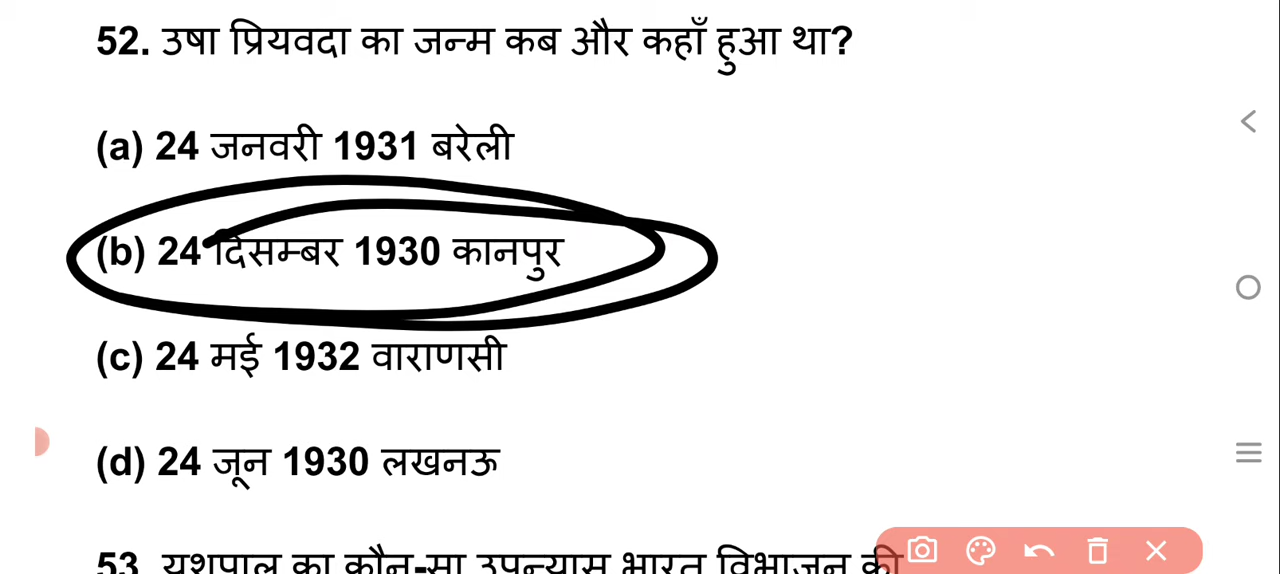 52. उषा प्रियवदा का जन्म कब और कहाँ हुआ था?
(a) 24 जनवरी 1931 बरेली
(b) 24 दिसम्बर 1930 कानपुर
(c) 24 मई 1932 वाराणसी
(d) 24 जून 1930 लखनऊ
53. यशपाल का कौन-सा उपन्यास भारत विभाजन की